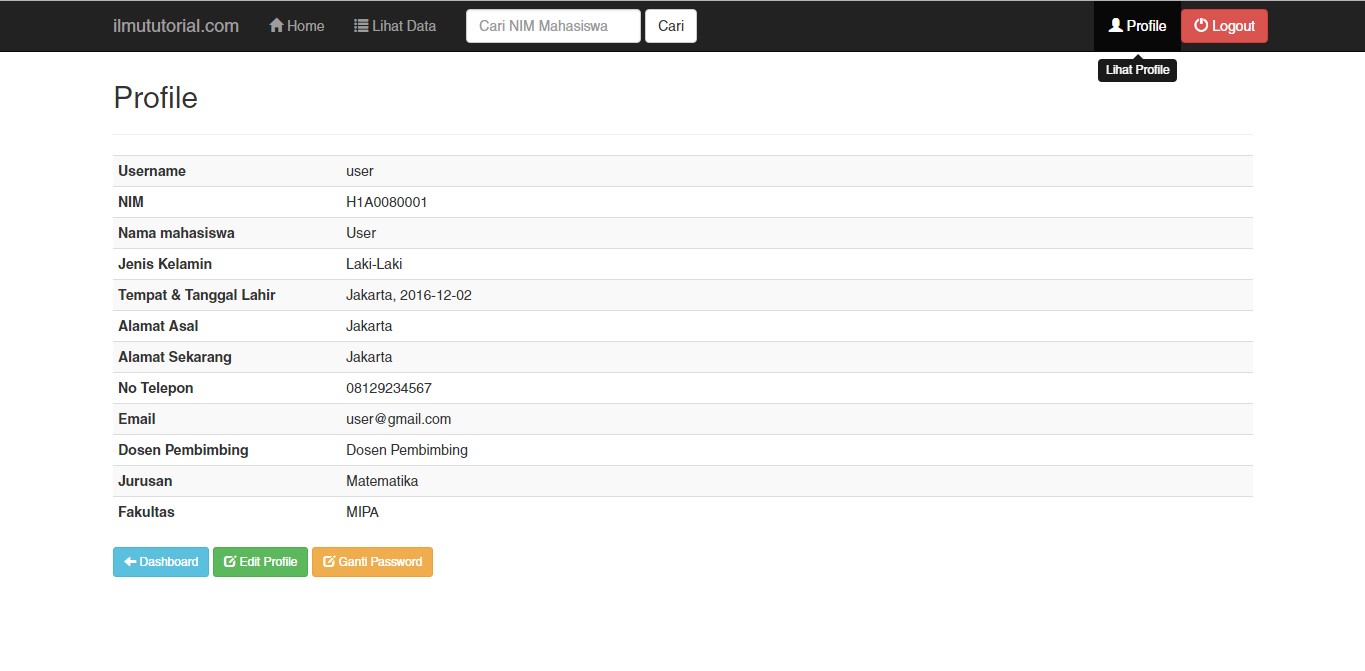 ilmututorial.com Home Lihat Data Cari NIM Mahasiswa Cari Profile Logout
Lihat Profile
Profile
Username user
NIM H1A0080001
Nama mahasiswa User
Jenis Kelamin Laki-Laki
Tempat & Tanggal Lahir Jakarta, 2016-12-02
Alamat Asal Jakarta
Alamat Sekarang Jakarta
No Telepon 08129234567
Email user@gmail.com
Dosen Pembimbing Dosen Pembimbing
Jurusan Matematika
Fakultas MIPA
Dashboard Edit Profile Ganti Password